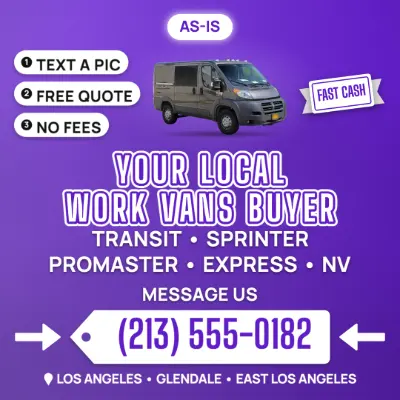 AS-IS
1 TEXT A PIC
2 FREE QUOTE
3 NO FEES
FAST CASH
YOUR LOCAL
WORK VANS BUYER
TRANSIT • SPRINTER
PROMASTER • EXPRESS • NV
MESSAGE US
(213) 555-0182
LOS ANGELES • GLENDALE • EAST LOS ANGELES